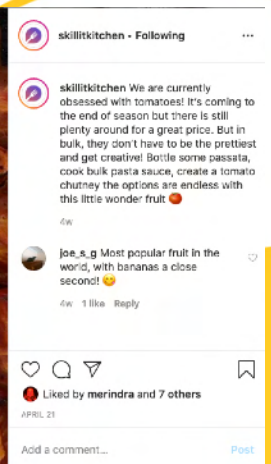 skillitkitchen • Following
skillitkitchen We are currently
obsessed with tomatoes! It's coming to
the end of season but there is still
plenty around for a great price. But in
bulk, they don't have to be the prettiest
and get creative! Bottle some passata,
cook bulk pasta sauce, create a tomato
chutney the options are endless with
this little wonder fruit 🍅
4w
joe_s_g Most popular fruit in the
world, with bananas a close
second! 😋
4w 1 like Reply
Liked by merindra and 7 others
APRIL 21
Add a comment...
Post